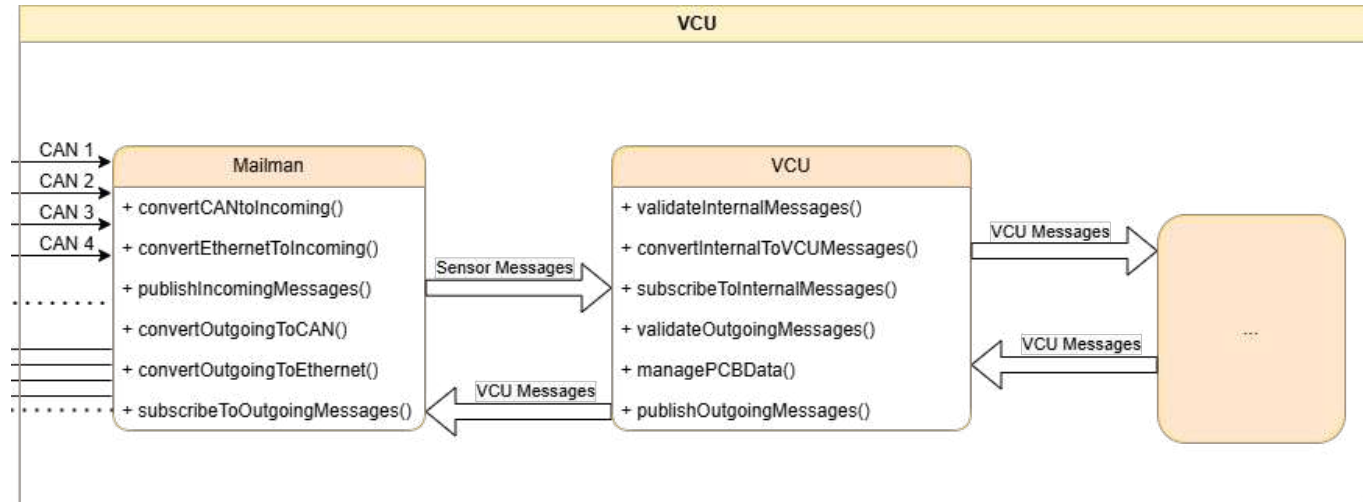 VCU
CAN 1
CAN 2
CAN 3
CAN 4
Mailman
+ convertCANtoIncoming()
+ convertEthernetToIncoming()
+ publishIncomingMessages()
+ convertOutgoingToCAN()
+ convertOutgoingToEthernet()
+ subscribeToOutgoingMessages()
Sensor Messages
VCU Messages
VCU
+ validateInternalMessages()
+ convertInternalToVCUMessages()
+ subscribeToInternalMessages()
+ validateOutgoingMessages()
+ managePCBData()
+ publishOutgoingMessages()
VCU Messages
VCU Messages
...